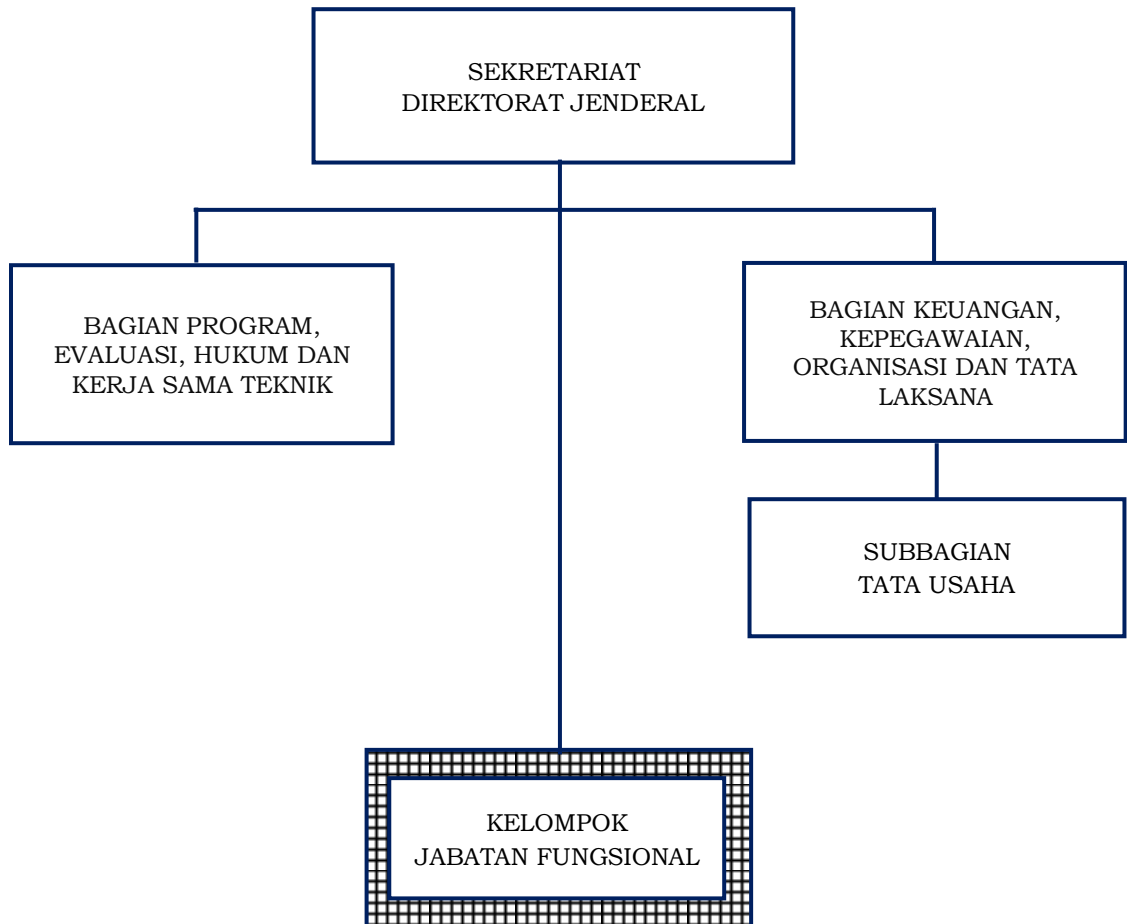 SEKRETARIAT
DIREKTORAT JENDERAL
BAGIAN PROGRAM,
EVALUASI, HUKUM DAN
KERJA SAMA TEKNIK
BAGIAN KEUANGAN,
KEPEGAWAIAN,
ORGANISASI DAN TATA
LAKSANA
SUBBAGIAN
TATA USAHA
KELOMPOK
JABATAN FUNGSIONAL